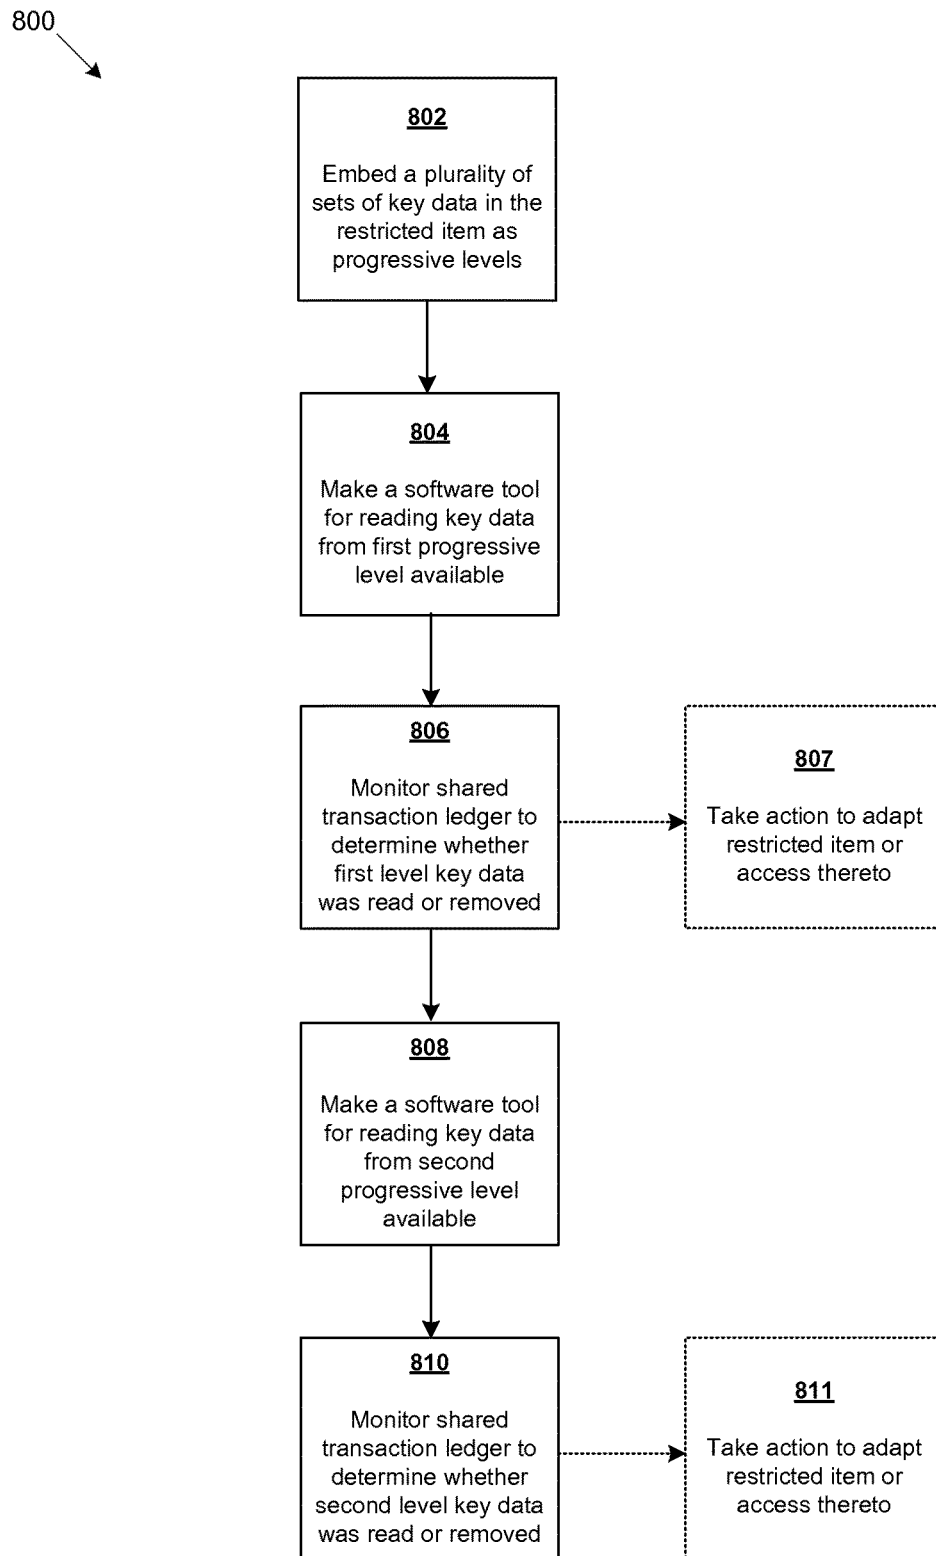 800
802
Embed a plurality of
sets of key data in the
restricted item as
progressive levels
804
Make a software tool
for reading key data
from first progressive
level available
806
Monitor shared
transaction ledger to
determine whether
first level key data
was read or removed
807
Take action to adapt
restricted item or
access thereto
808
Make a software tool
for reading key data
from second
progressive level
available
810
Monitor shared
transaction ledger to
determine whether
second level key data
was read or removed
811
Take action to adapt
restricted item or
access thereto